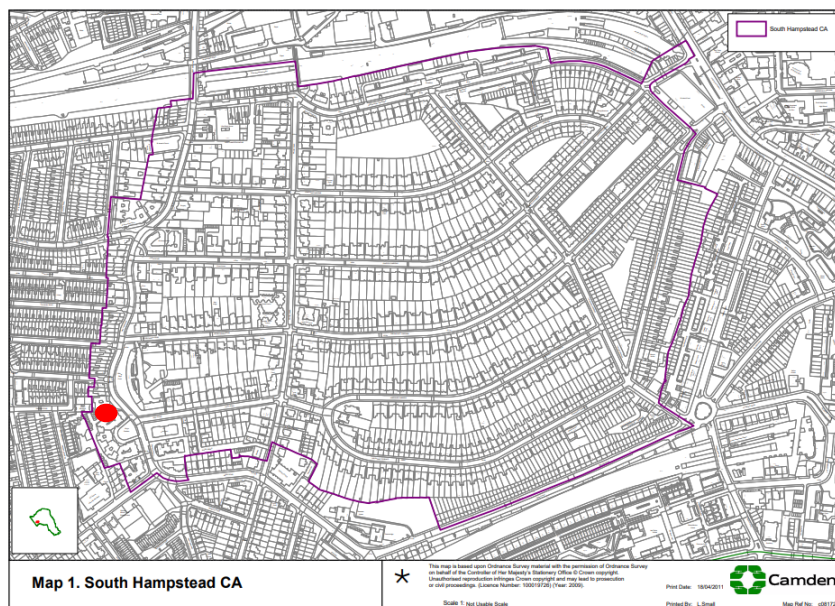 South Hampstead CA
Map 1. South Hampstead CA
*
This map is based upon Ordnance Survey material with the permission of Ordnance Survey
on behalf of the Controller of Her Majesty's Stationery Office © Crown copyright.
Unauthorised reproduction infringes Crown copyright and may lead to prosecution
or civil proceedings. (Licence Number: 100019726) (Year: 2009).
Scale 1: Not Usable Scale
Print Date: 18/04/2011
Printed By: L.Small
Camden
Map Ref No: